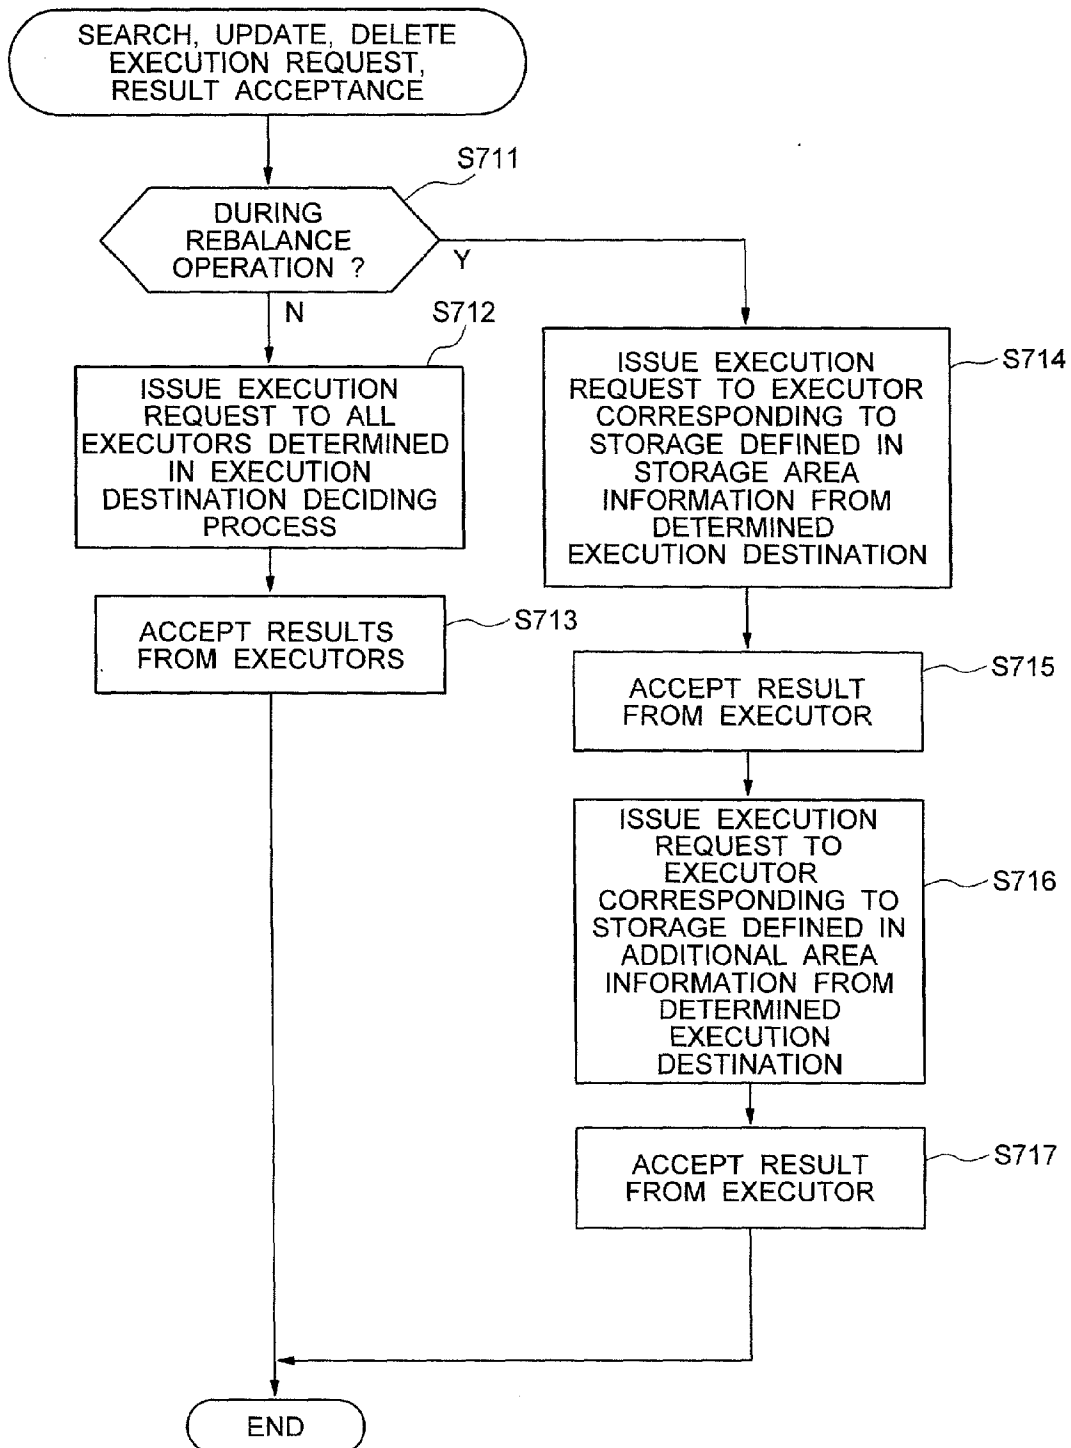 SEARCH, UPDATE, DELETE
EXECUTION REQUEST,
RESULT ACCEPTANCE
S711
DURING
REBALANCE
OPERATION ?
Y
N
S712
ISSUE EXECUTION
REQUEST TO ALL
EXECUTORS DETERMINED
IN EXECUTION
DESTINATION DECIDING
PROCESS
S713
ACCEPT RESULTS
FROM EXECUTORS
S714
ISSUE EXECUTION
REQUEST TO EXECUTOR
CORRESPONDING TO
STORAGE DEFINED IN
STORAGE AREA
INFORMATION FROM
DETERMINED
EXECUTION DESTINATION
S715
ACCEPT RESULT
FROM EXECUTOR
S716
ISSUE EXECUTION
REQUEST TO
EXECUTOR
CORRESPONDING TO
STORAGE DEFINED IN
ADDITIONAL AREA
INFORMATION FROM
DETERMINED
EXECUTION
DESTINATION
S717
ACCEPT RESULT
FROM EXECUTOR
END